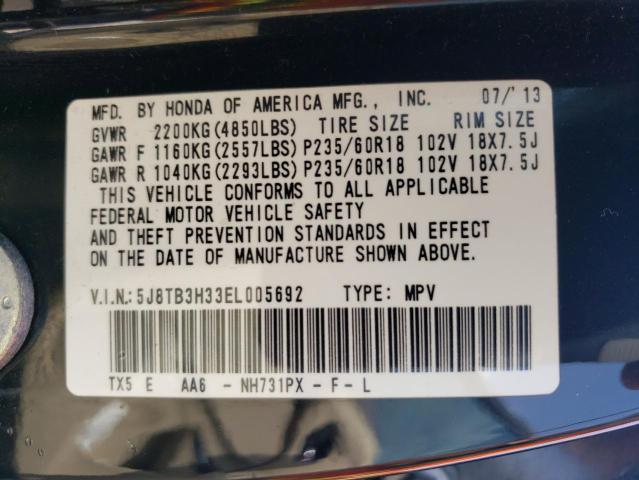 MFD. BY HONDA OF AMERICA MFG., INC. 07/'13
GVWR 2200KG(4850LBS) TIRE SIZE RIM SIZE
GAWR F 1160KG(2557LBS)P235/60R18 102V 18X7.5J
GAWR R 1040KG(2293LBS)P235/60R18 102V 18X7.5J
THIS VEHICLE CONFORMS TO ALL APPLICABLE
FEDERAL MOTOR VEHICLE SAFETY
AND THEFT PREVENTION STANDARDS IN EFFECT
ON THE DATE OF MANUFACTURE SHOWN ABOVE.
V.I.N.:5J8TB3H33EL005692 TYPE: MPV
TX5 E AA6 - NH731PX - F - L